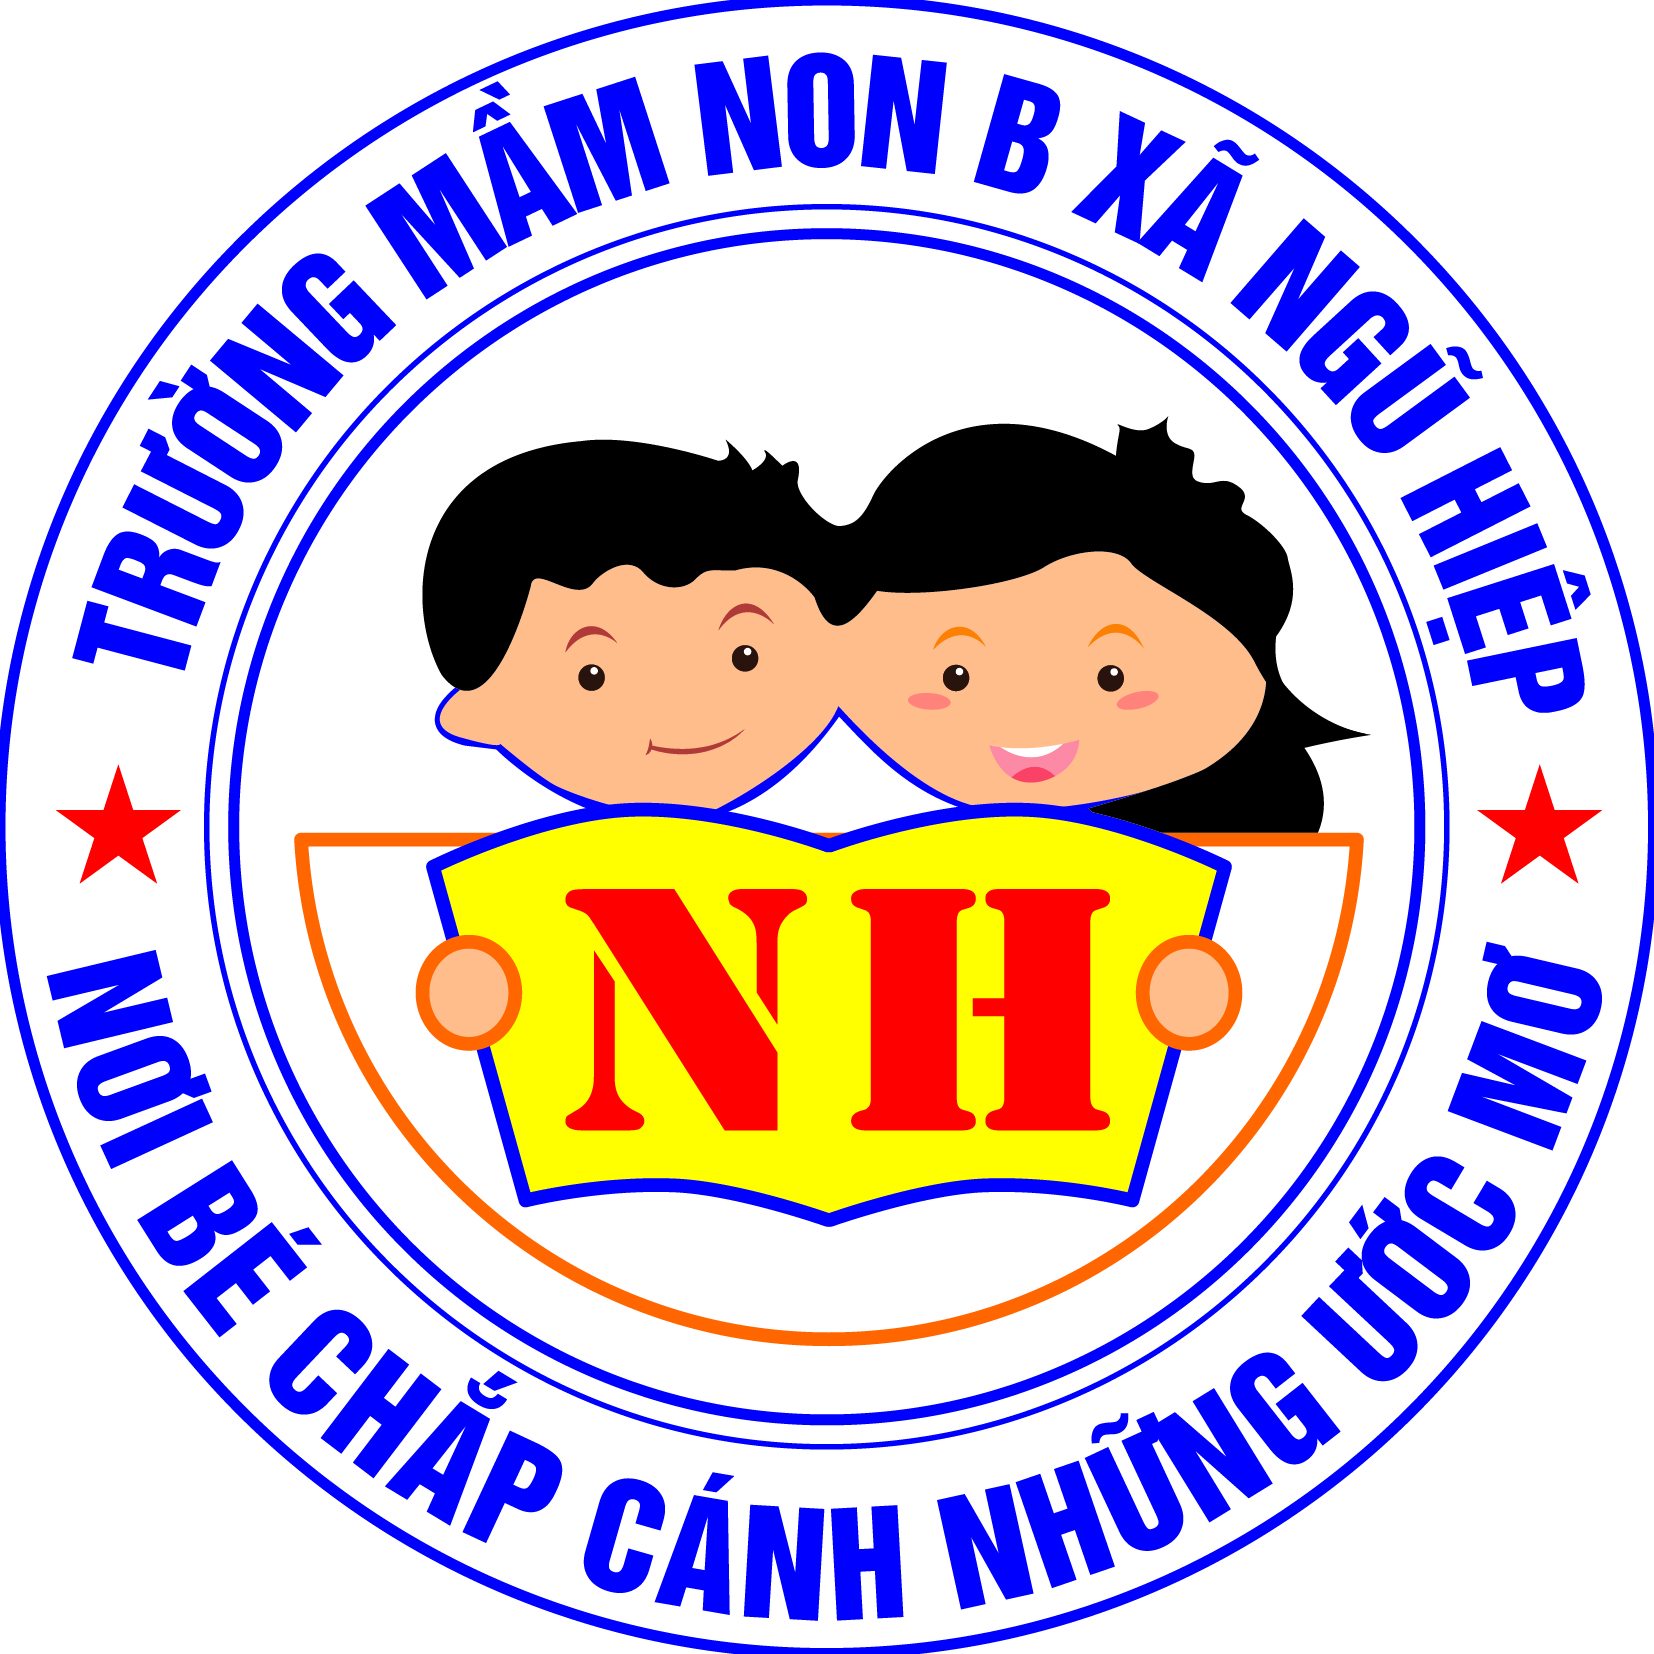 TRƯỜNG MẦM NON B XÃ NGŨ HIỆP
NH
NƠI BÉ CHẮP CÁNH NHỮNG ƯỚC MƠ